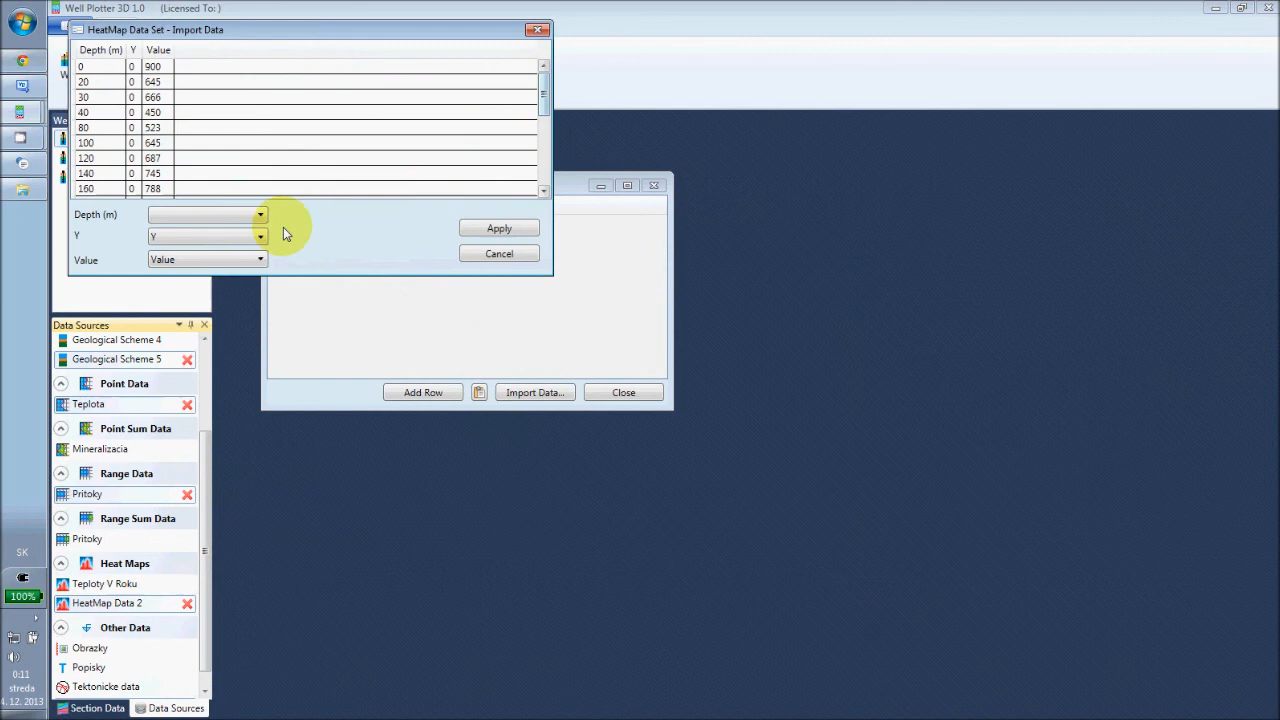 Well Plotter 3D 1.0 (Licensed To: )
HeatMap Data Set - Import Data
Depth (m) Y Value
0 0 900
20 0 645
30 0 666
40 0 450
80 0 523
100 0 645
120 0 687
140 0 745
160 0 788
Depth (m)
Y Y
Value Value
Apply
Cancel
W
We
Add Row
Import Data...
Close
Data Sources
Geological Scheme 4
Geological Scheme 5
Point Data
Teplota
Point Sum Data
Mineralizacia
Range Data
Pritoky
Range Sum Data
Pritoky
Heat Maps
Teploty V Roku
HeatMap Data 2
Other Data
Obrazky
T Popisky
Tektonicke data
Section Data
Data Sources
SK
100%
0:11
streda
4. 12. 2013